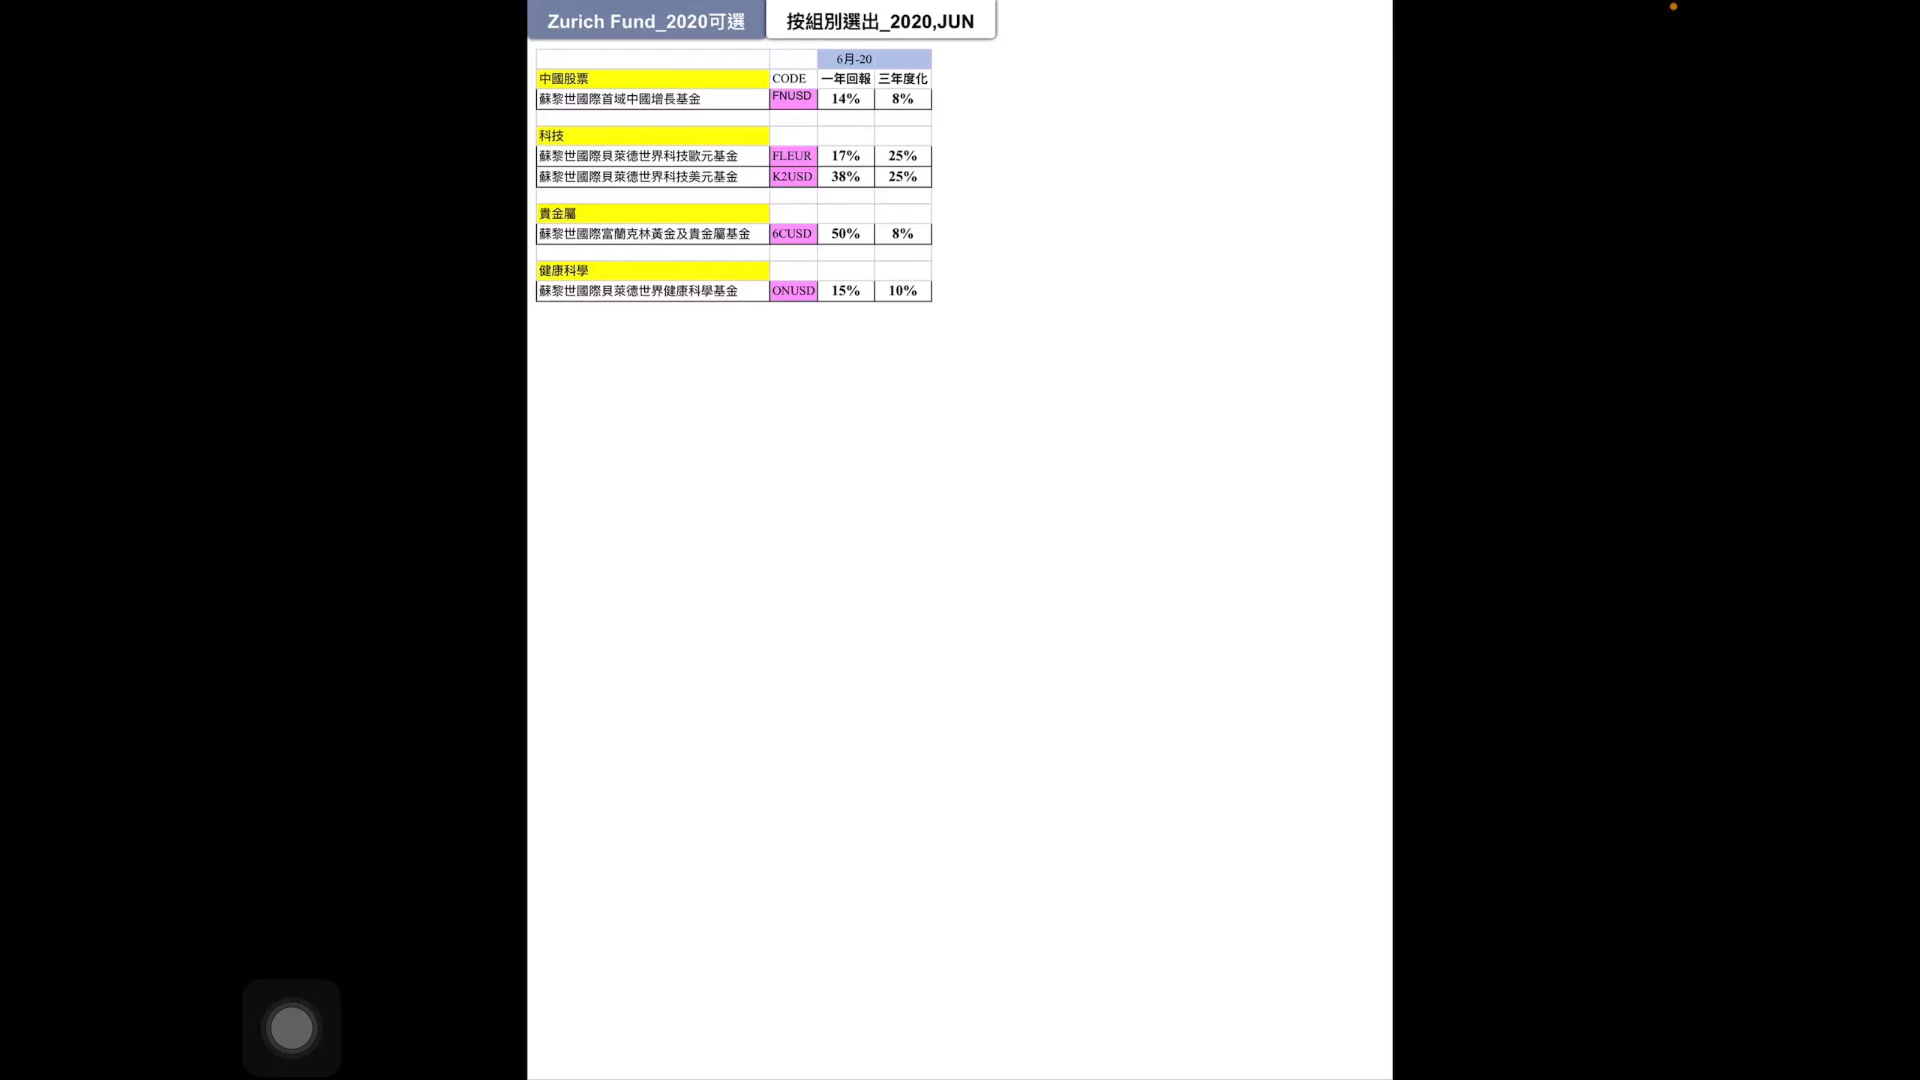 Zurich Fund_2020可選 按組別選出_2020,JUN
6月-20
中國股票 CODE 一年回報 三年度化
蘇黎世國際首域中國增長基金 FNUSD 14% 8%
科技
蘇黎世國際貝萊德世界科技歐元基金 FLEUR 17% 25%
蘇黎世國際貝萊德世界科技美元基金 K2USD 38% 25%
貴金屬
蘇黎世國際富蘭克林黃金及貴金屬基金 6CUSD 50% 8%
健康科學
蘇黎世國際貝萊德世界健康科學基金 ONUSD 15% 10%